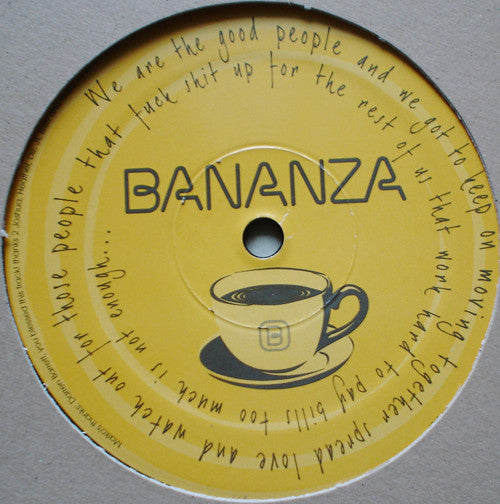 We are the good people and we got to keep on moving together spread love and watch out for those people that fuck shit up for the rest of us that work hard to pay bills too much is not enough...
BANANZA
B